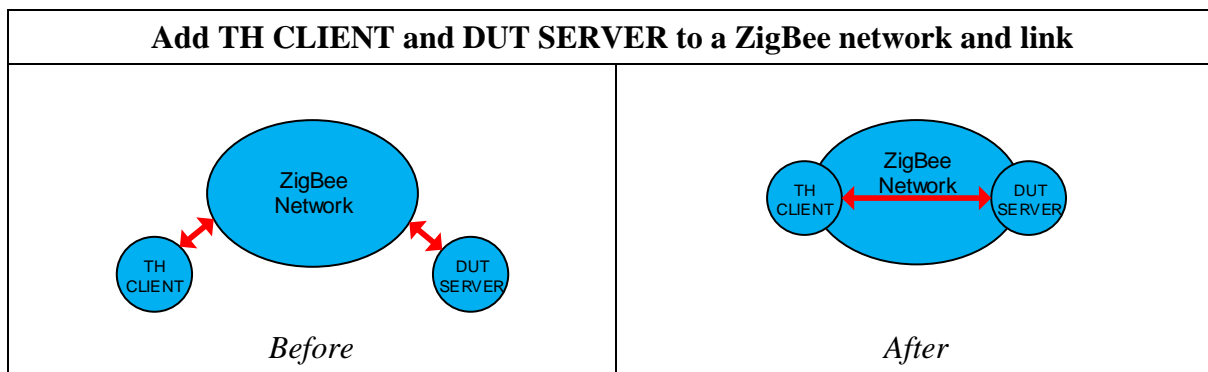 Add TH CLIENT and DUT SERVER to a ZigBee network and link
ZigBee
Network
TH
CLIENT
DUT
SERVER
Before
ZigBee
Network
TH
CLIENT
DUT
SERVER
After